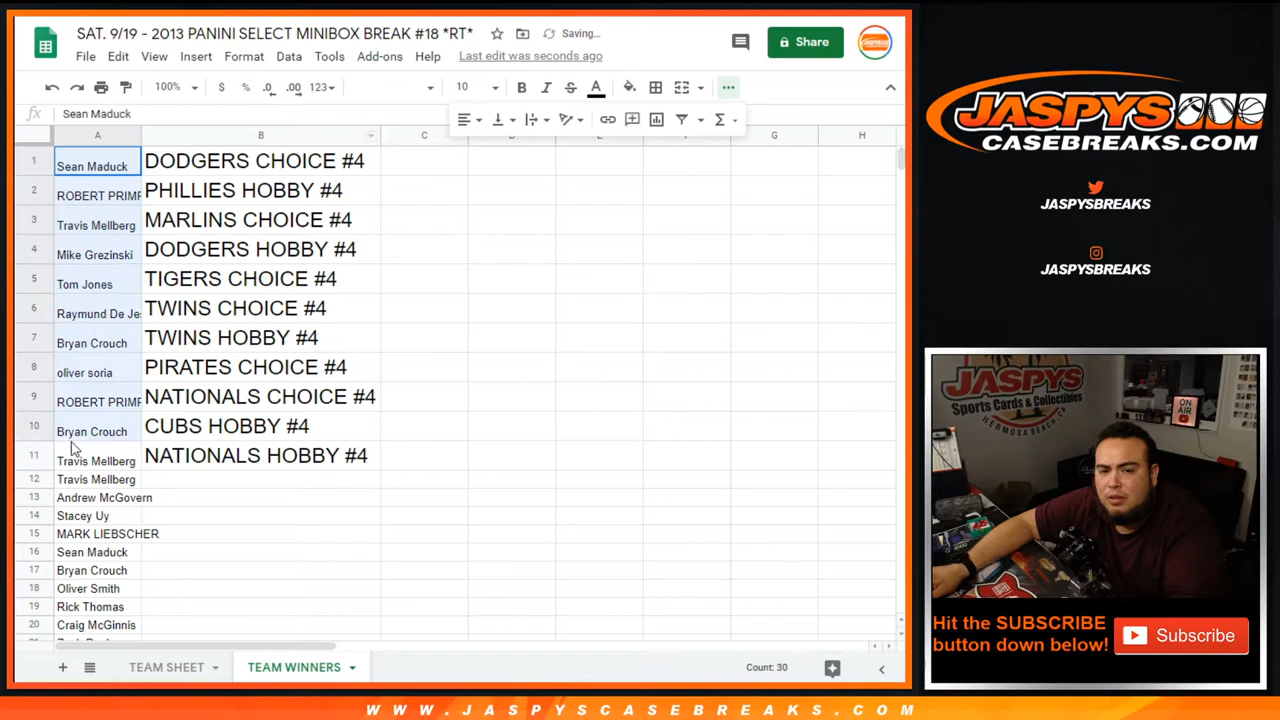 SAT. 9/19 - 2013 PANINI SELECT MINIBOX BREAK #18 *RT*
Saving...
File Edit View Insert Format Data Tools Add-ons Help Last edit was seconds ago
Share
100% $ % .0 .00 123 10 B I S A
fx Sean Maduck
A B C G H
1 Sean Maduck DODGERS CHOICE #4
2 ROBERT PHILLIES HOBBY #4
3 Travis Mellberg MARLINS CHOICE #4
4 Mike Grezinski DODGERS HOBBY #4
5 Tom Jones TIGERS CHOICE #4
6 Raymund De TWINS CHOICE #4
7 Bryan Crouch TWINS HOBBY #4
8 oliver soria PIRATES CHOICE #4
9 ROBERT NATIONALS CHOICE #4
10 Bryan Crouch CUBS HOBBY #4
11 Travis Mellberg NATIONALS HOBBY #4
12 Travis Mellberg
13 Andrew McGovern
14 Stacey Uy
15 MARK LIEBSCHER
16 Sean Maduck
17 Bryan Crouch
18 Oliver Smith
19 Rick Thomas
20 Craig McGinnis
TEAM SHEET TEAM WINNERS Count: 30
JASPYS
CASEBREAKS.COM
JASPYSBREAKS
JASPYSBREAKS
JASPYS
Sports Cards & Collectibles
HERMOSA BEACH, CA
ON AIR
Hit the SUBSCRIBE
button down below!
Subscribe
WWW.JASPYSCASEBREAKS.COM